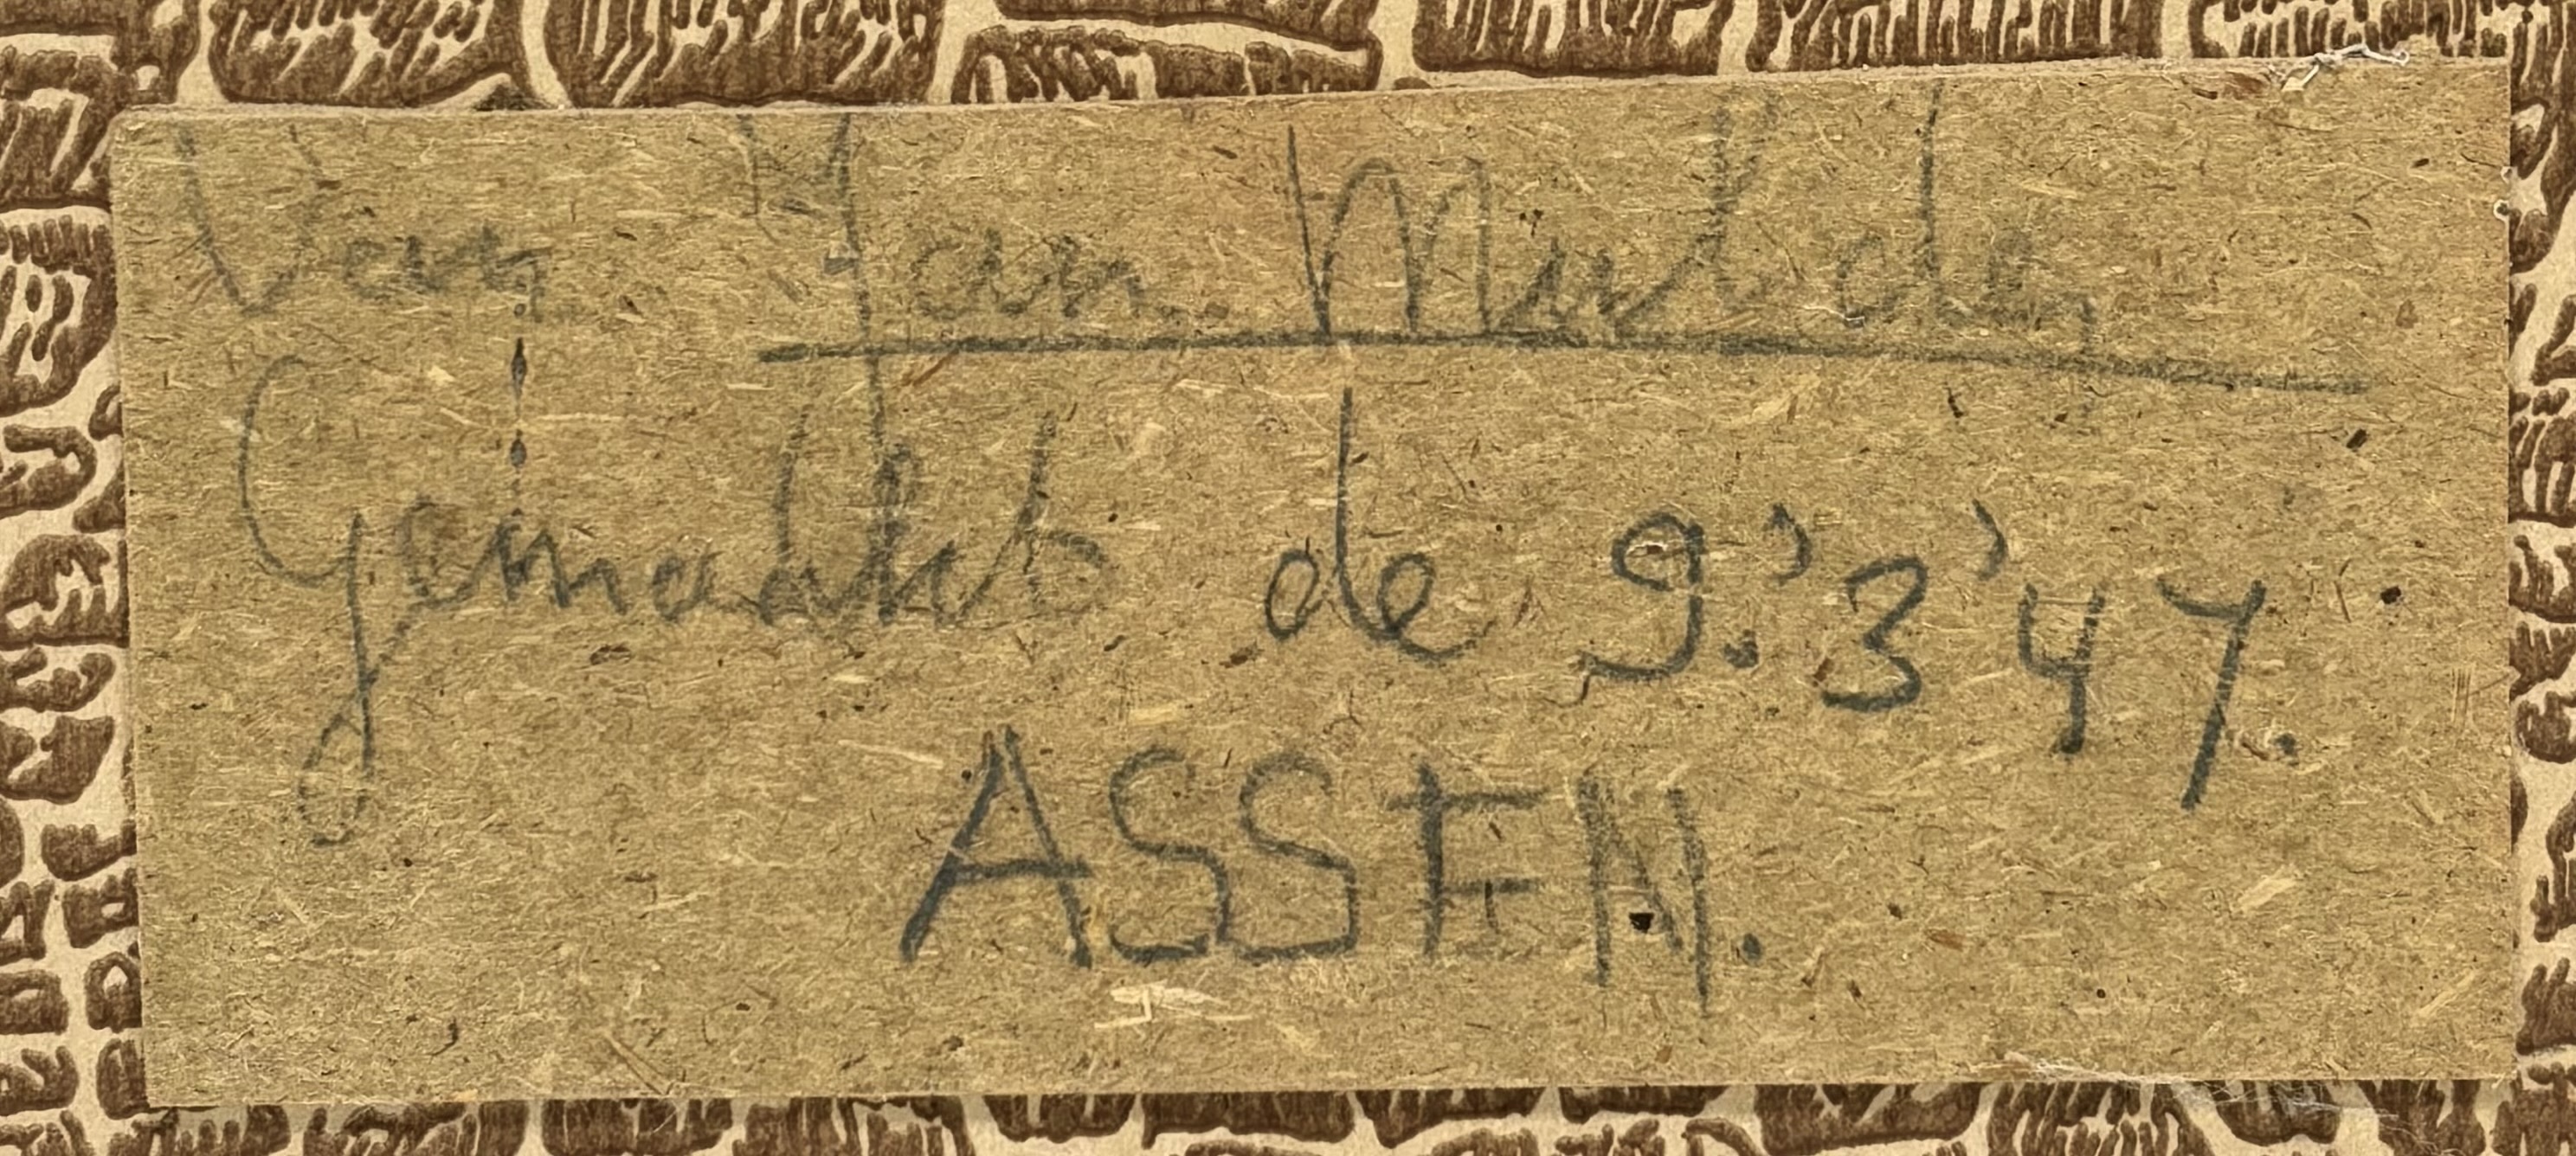 Van Jan Mulder
Gemaakt de 9.'3'47.
ASSEN.